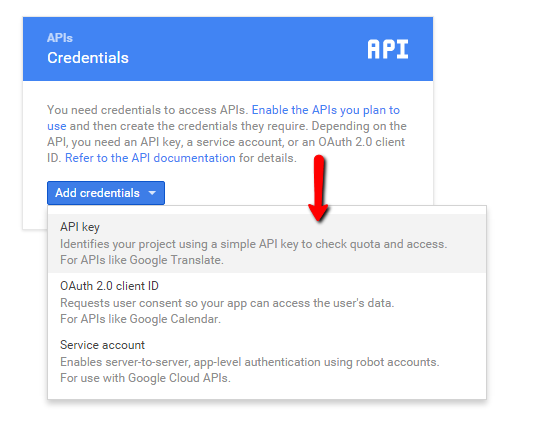 APIs
Credentials
API
You need credentials to access APIs. Enable the APIs you plan to
use and then create the credentials they require. Depending on the
API, you need an API key, a service account, or an OAuth 2.0 client
ID. Refer to the API documentation for details.
Add credentials
API key
Identifies your project using a simple API key to check quota and access.
For APIs like Google Translate.
OAuth 2.0 client ID
Requests user consent so your app can access the user's data.
For APIs like Google Calendar.
Service account
Enables server-to-server, app-level authentication using robot accounts.
For use with Google Cloud APIs.